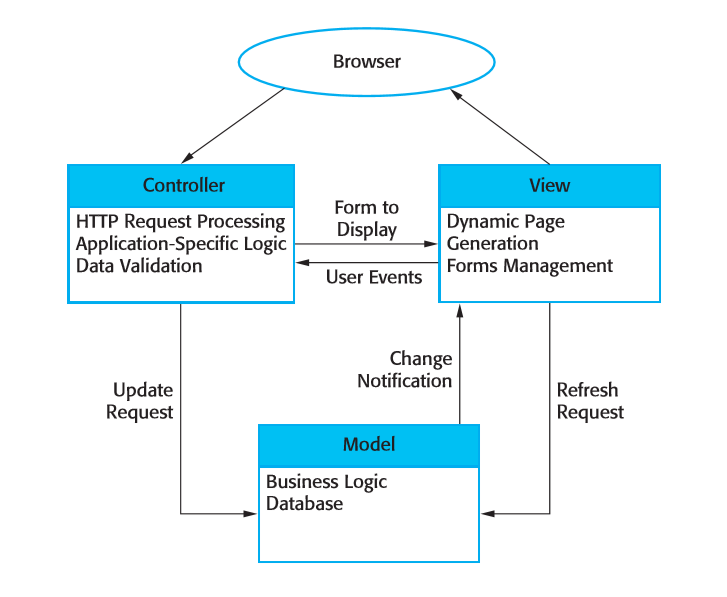 Browser
Controller
HTTP Request Processing
Application-Specific Logic
Data Validation
Form to
Display
User Events
View
Dynamic Page
Generation
Forms Management
Update
Request
Change
Notification
Refresh
Request
Model
Business Logic
Database